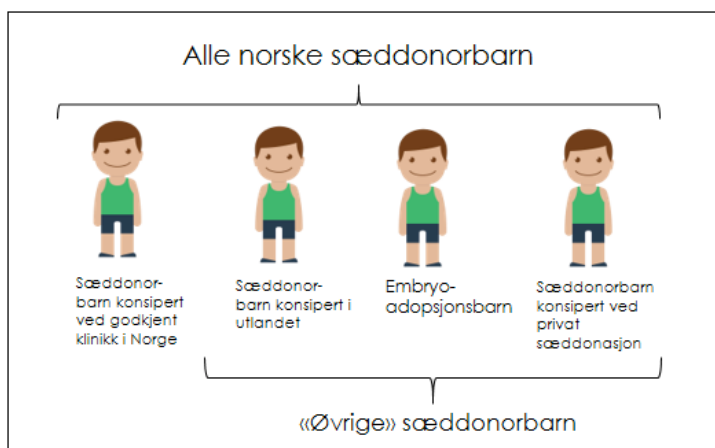 Alle norske sæddonorbarn
Sæddonor-
barn konsipert
ved godkjent
klinikk i Norge
Sæddonor-
barn konsipert i
utlandet
Embryo-
adopsjonsbarn
Sæddonorbarn
konsipert ved
privat
sæddonasjon
«Øvrige» sæddonorbarn